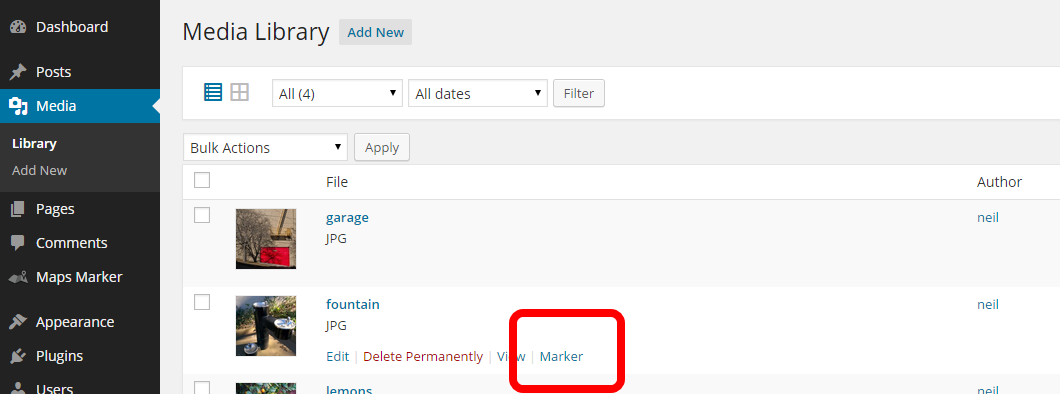 Dashboard
Posts
Media
Library
Add New
Pages
Comments
Maps Marker
Appearance
Plugins
Users
Media Library Add New
All (4) All dates Filter
Bulk Actions Apply
File Author
garage neil
JPG
fountain neil
JPG
Edit | Delete Permanently | View | Marker
lemons neil